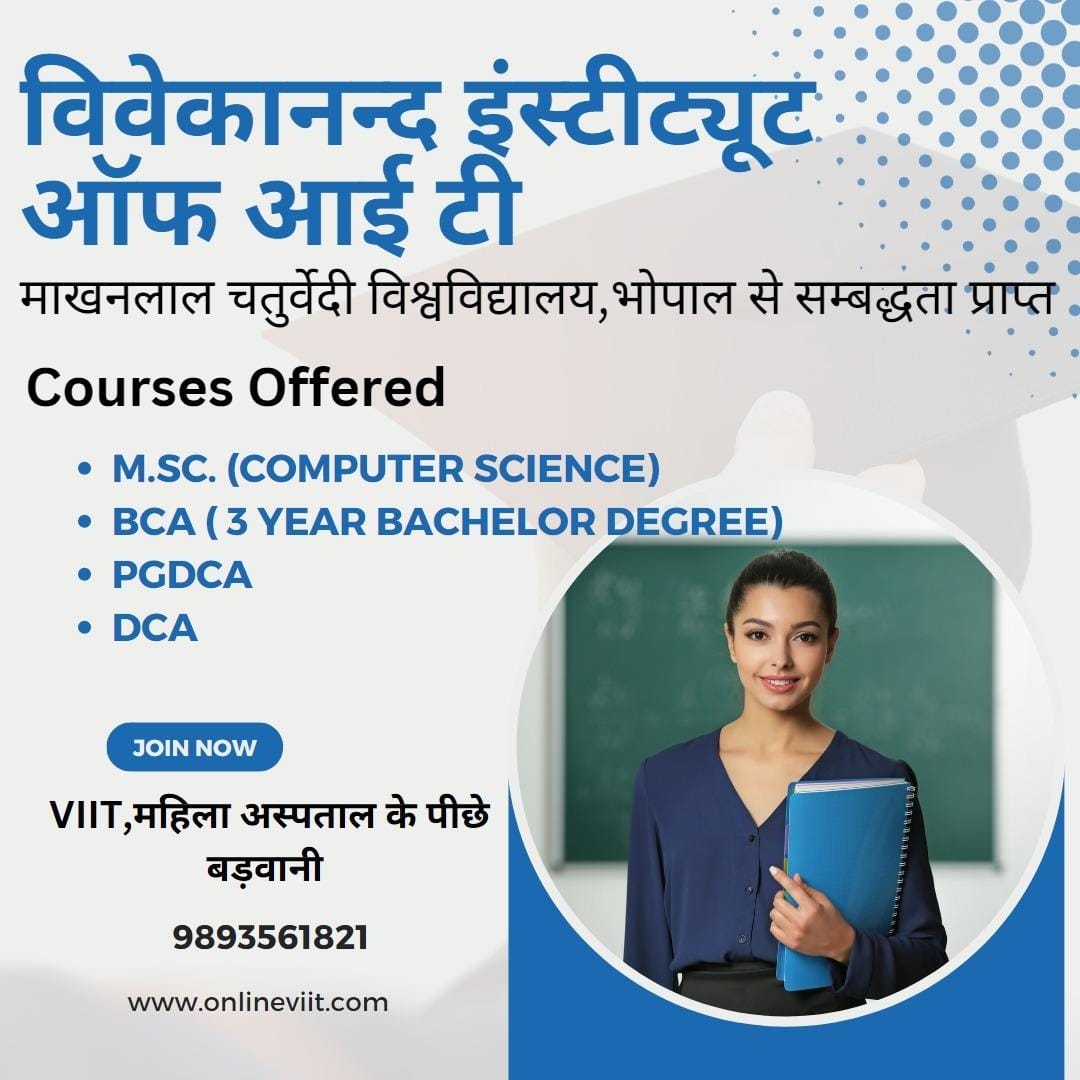 विवेकानन्द इंस्टीट्यूट
ऑफ आई टी
माखनलाल चतुर्वेदी विश्वविद्यालय,भोपाल से सम्बद्धता प्राप्त
Courses Offered
• M.SC. (COMPUTER SCIENCE)
• BCA ( 3 YEAR BACHELOR DEGREE)
• PGDCA
• DCA
JOIN NOW
VIIT,महिला अस्पताल के पीछे
बड़वानी
9893561821
www.onlineviit.com